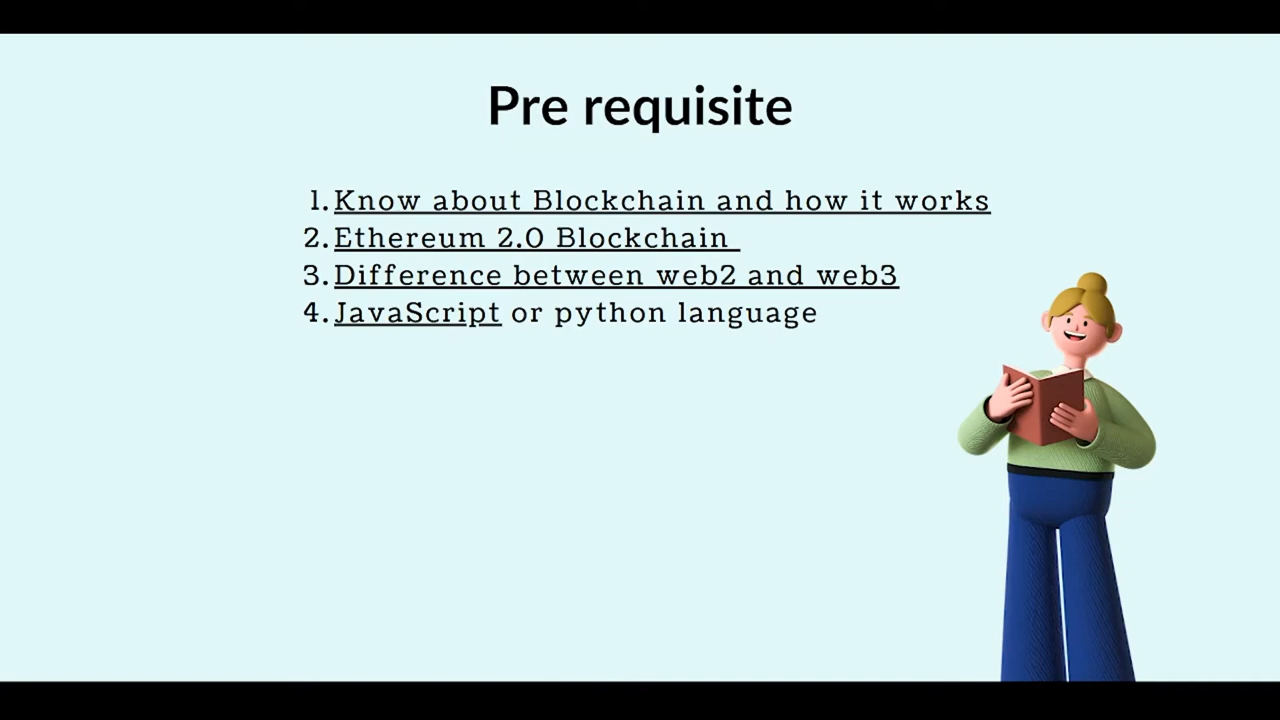 Pre requisite
1. Know about Blockchain and how it works
2. Ethereum 2.0 Blockchain
3. Difference between web2 and web3
4. JavaScript or python language